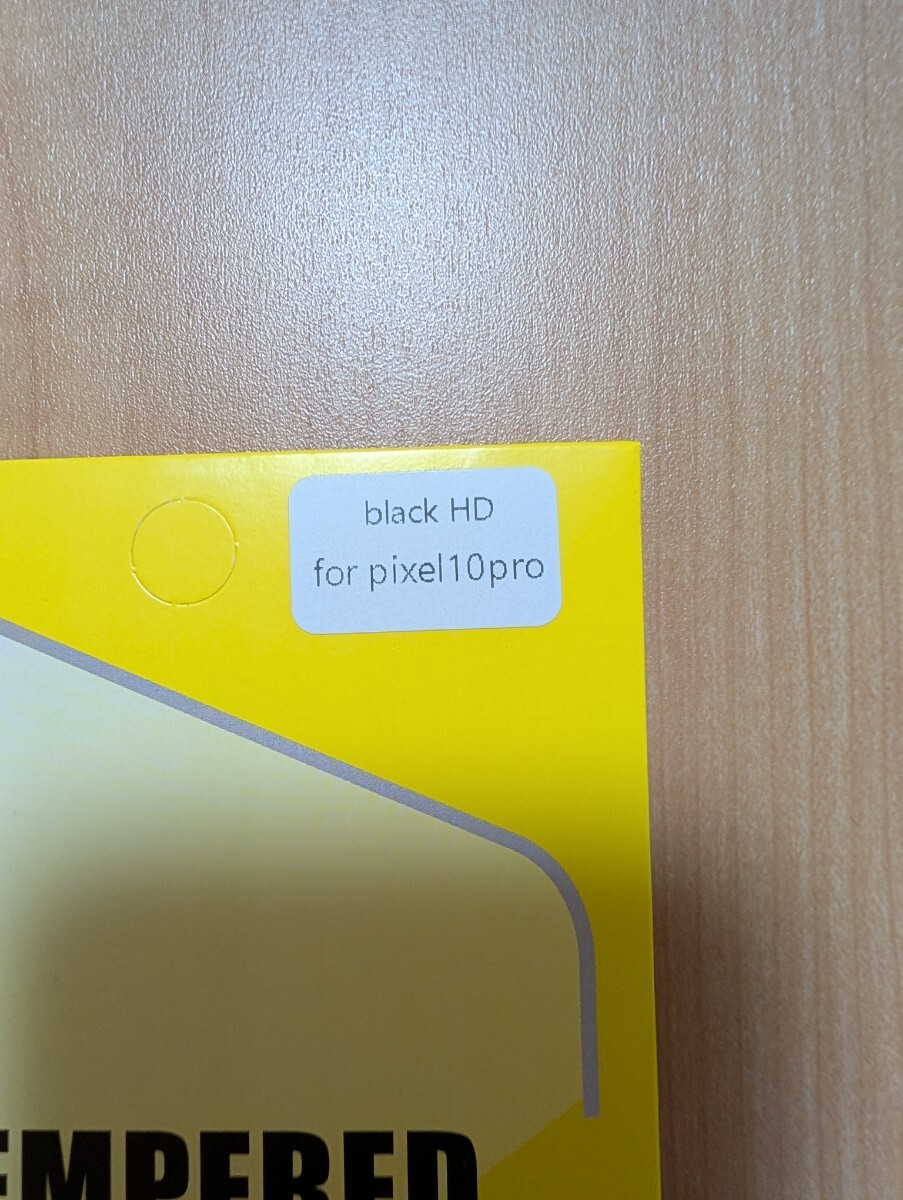 black HD
for pixel10pro
EMPERED